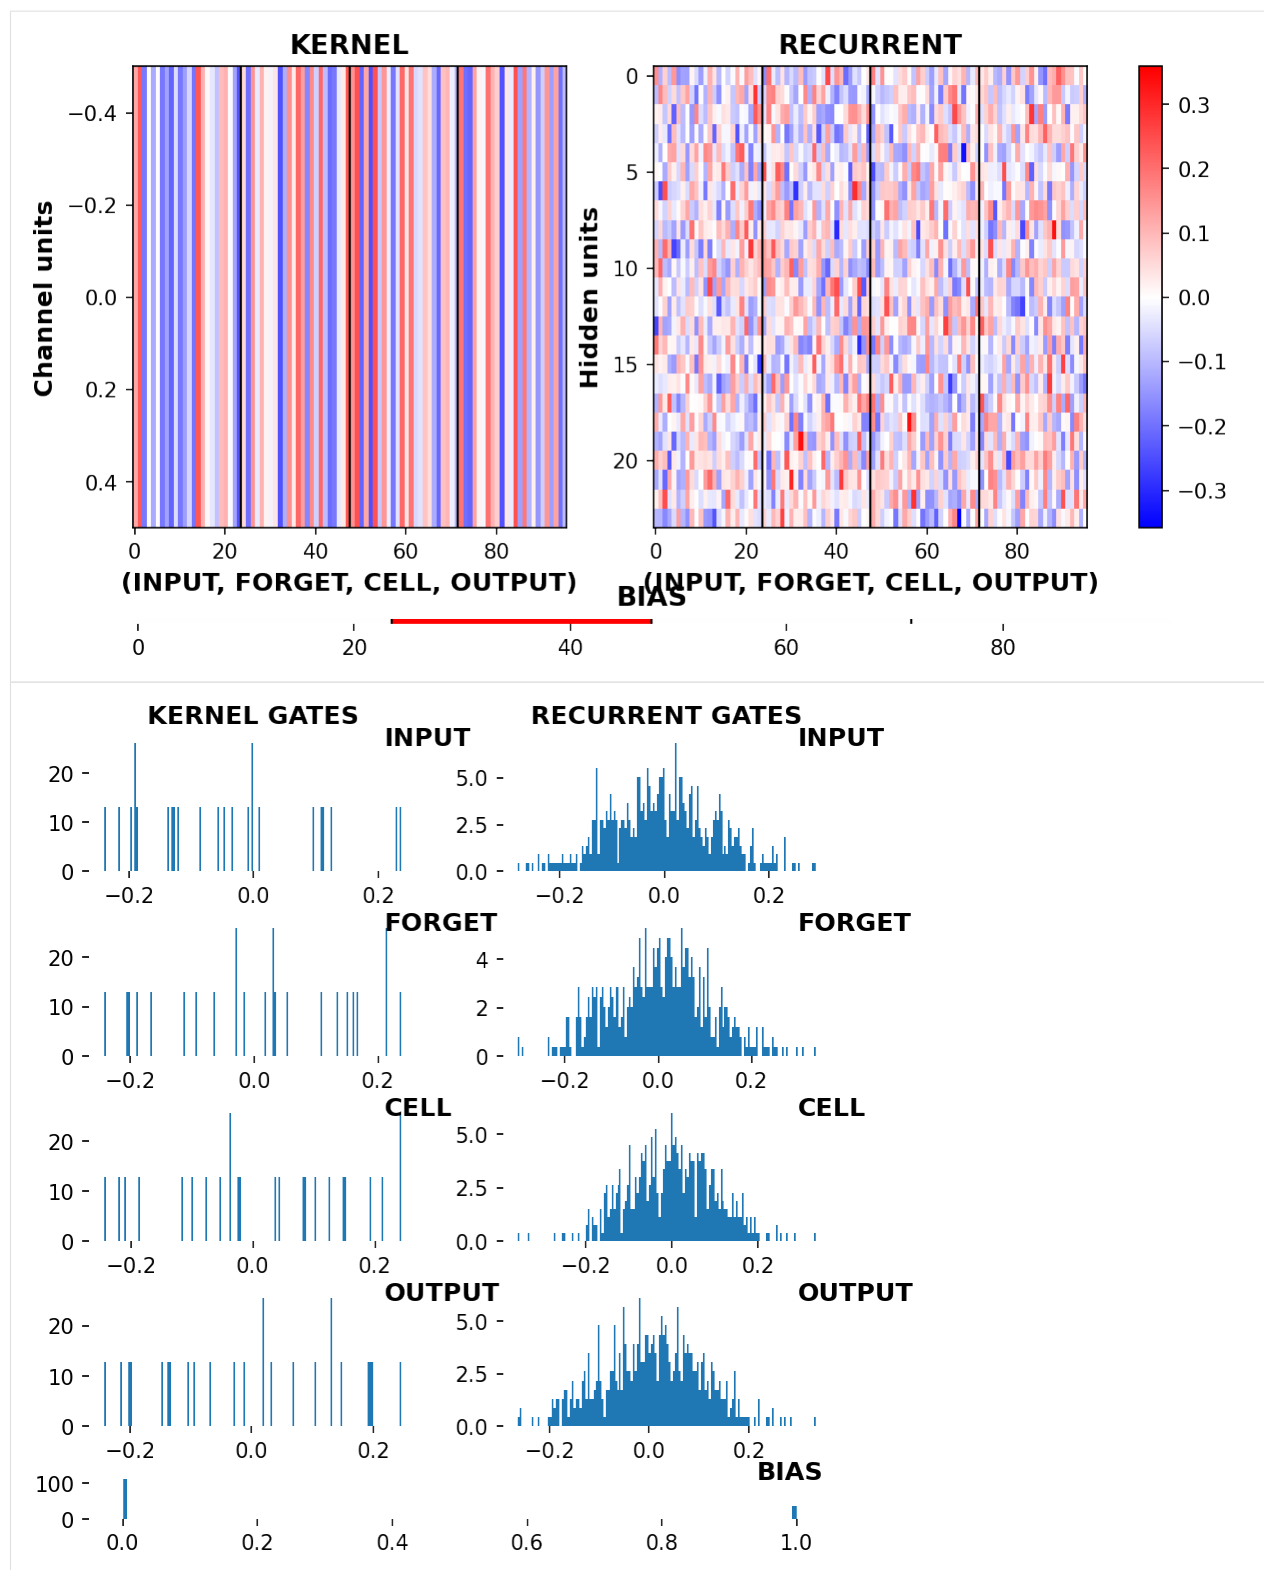 KERNEL RECURRENT
−0.4 −0.2 0.0 0.2 0.4
Channel units
0 20 40 60 80
(INPUT, FORGET, CELL, OUTPUT)
0 5 10 15 20
Hidden units
0 20 40 60 80
(INPUT, FORGET, CELL, OUTPUT)
0.3 0.2 0.1 0.0 −0.1 −0.2 −0.3
BIAS
0 20 40 60 80
KERNEL GATES RECURRENT GATES
INPUT INPUT
20 10 0
−0.2 0.0 0.2
5.0 2.5 0.0
−0.2 0.0 0.2
FORGET FORGET
20 10 0
−0.2 0.0 0.2
4 2 0
−0.2 0.0 0.2
CELL CELL
20 10 0
−0.2 0.0 0.2
5.0 2.5 0.0
−0.2 0.0 0.2
OUTPUT OUTPUT
20 10 0
−0.2 0.0 0.2
5.0 2.5 0.0
−0.2 0.0 0.2
BIAS
100 0
0.0 0.2 0.4 0.6 0.8 1.0